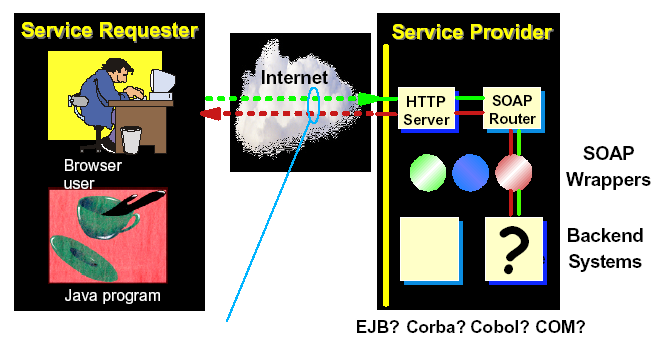 Service Requester
Browser
user
Java program
Internet
Service Provider
HTTP
Server
SOAP
Router
SOAP
Wrappers
Backend
Systems
?
EJB? Corba? Cobol? COM?